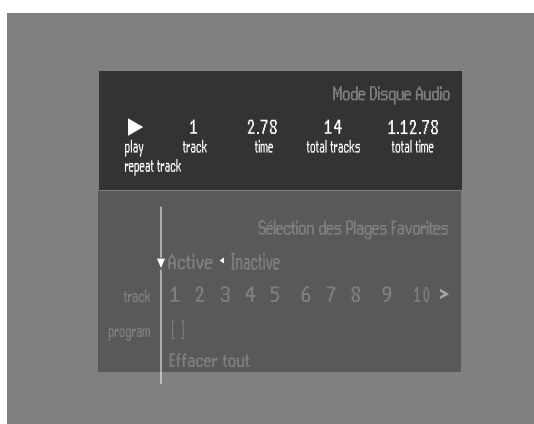 Mode Disque Audio
1 2.78 14 1.12.78
play track time total tracks total time
repeat track
Sélection des Plages Favorites
Active Inactive
track 1 2 3 4 5 6 7 8 9 10 >
program [ ]
Effacer tout